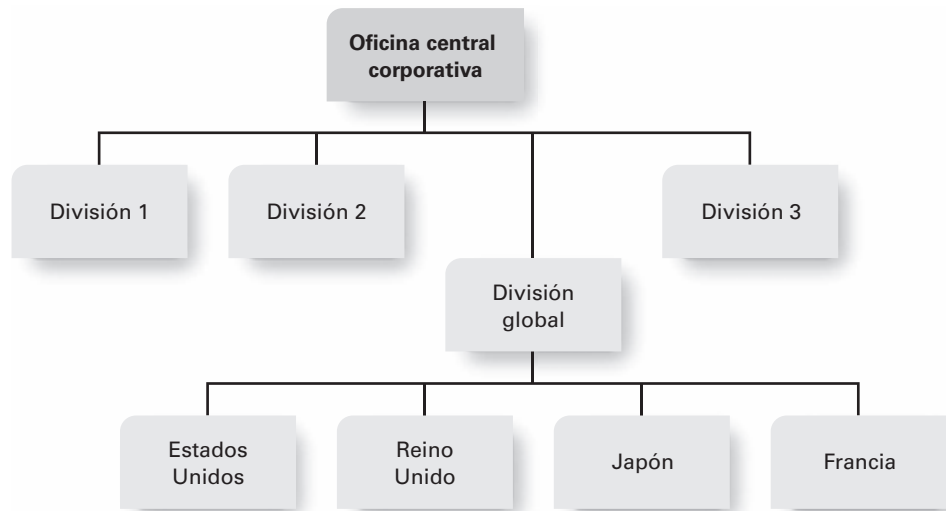 Oficina central
corporativa
División 1
División 2
División 3
División
global
Estados
Unidos
Reino
Unido
Japón
Francia